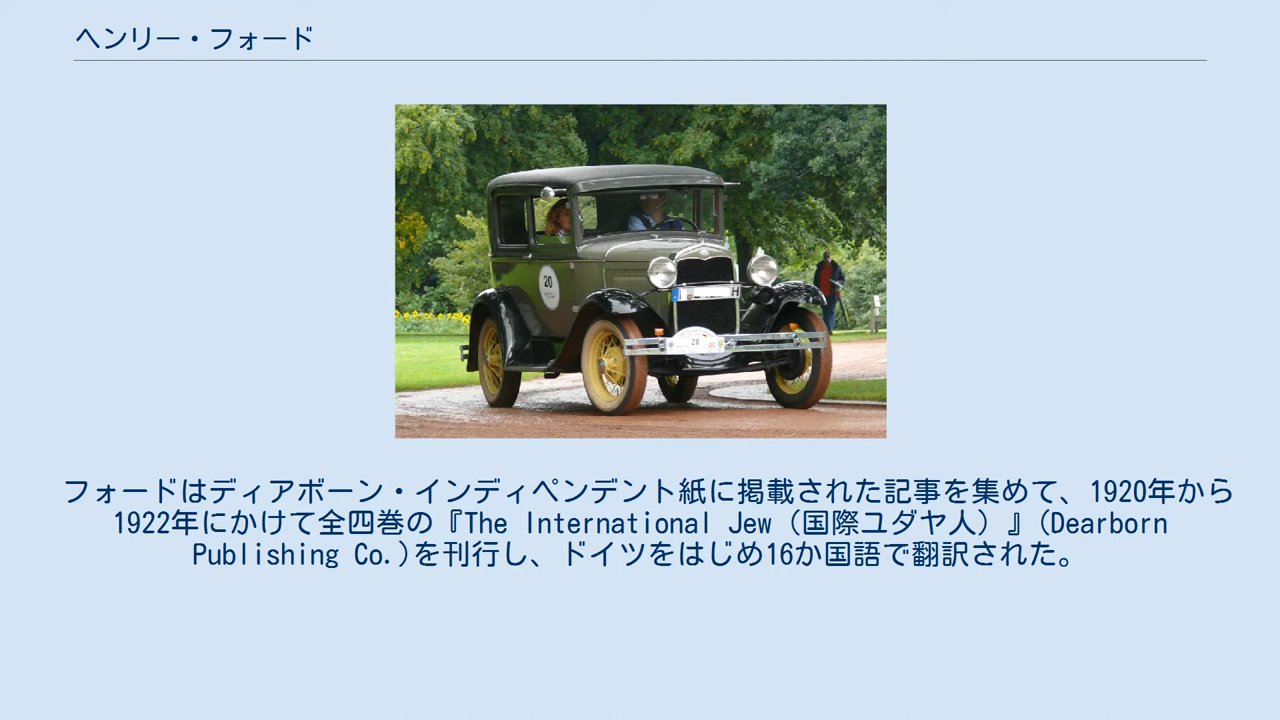 ヘンリー・フォード
20
H
20
フォードはディアボーン・インディペンデント紙に掲載された記事を集めて、1920年から
1922年にかけて全四巻の『The International Jew（国際ユダヤ人）』(Dearborn
Publishing Co.)を刊行し、ドイツをはじめ16か国語で翻訳された。